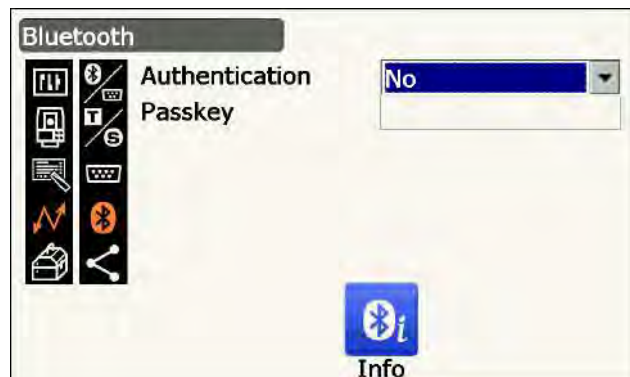 Bluetooth
Authentication No
Passkey
T
S
i
Info